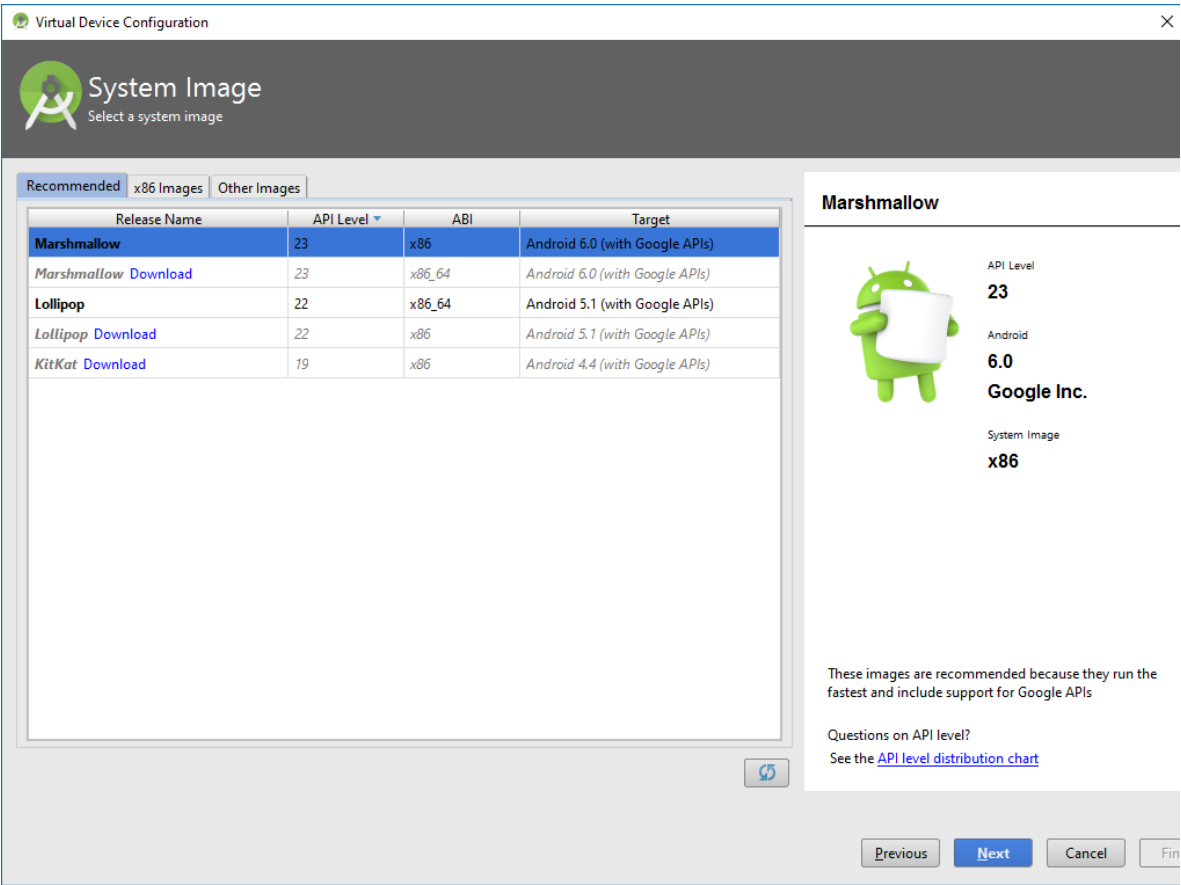 Virtual Device Configuration
System Image
Select a system image
Recommended x86 Images Other Images
Release Name API Level ABI Target
Marshmallow 23 x86 Android 6.0 (with Google APIs)
Marshmallow Download 23 x86_64 Android 6.0 (with Google APIs)
Lollipop 22 x86_64 Android 5.1 (with Google APIs)
Lollipop Download 22 x86 Android 5.1 (with Google APIs)
KitKat Download 19 x86 Android 4.4 (with Google APIs)
Marshmallow
API Level
23
Android
6.0
Google Inc.
System Image
x86
These images are recommended because they run the
fastest and include support for Google APIs
Questions on API level?
See the API level distribution chart
Previous Next Cancel Fin